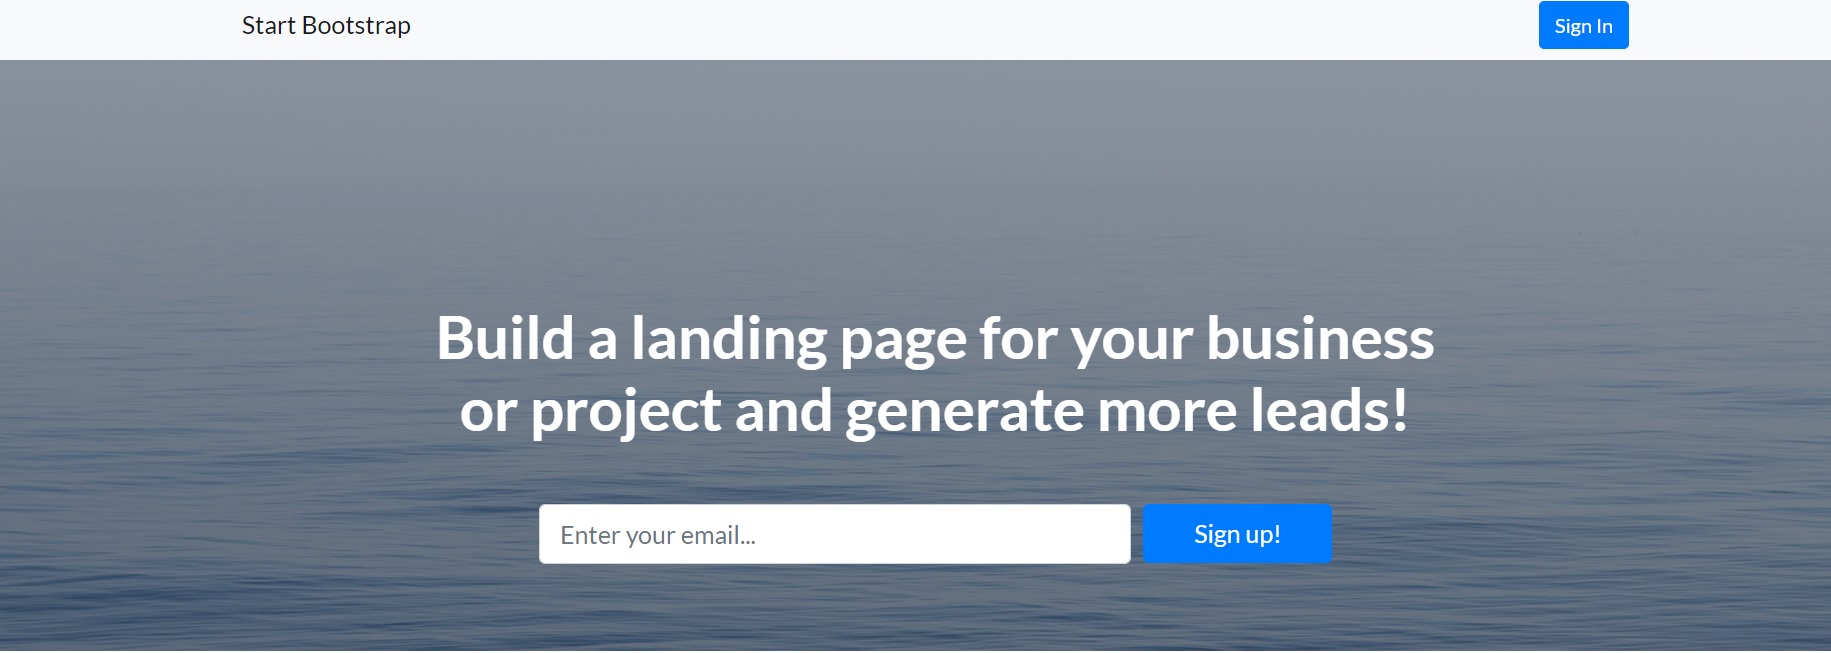 Start Bootstrap
Sign In
Build a landing page for your business
or project and generate more leads!
Enter your email...
Sign up!